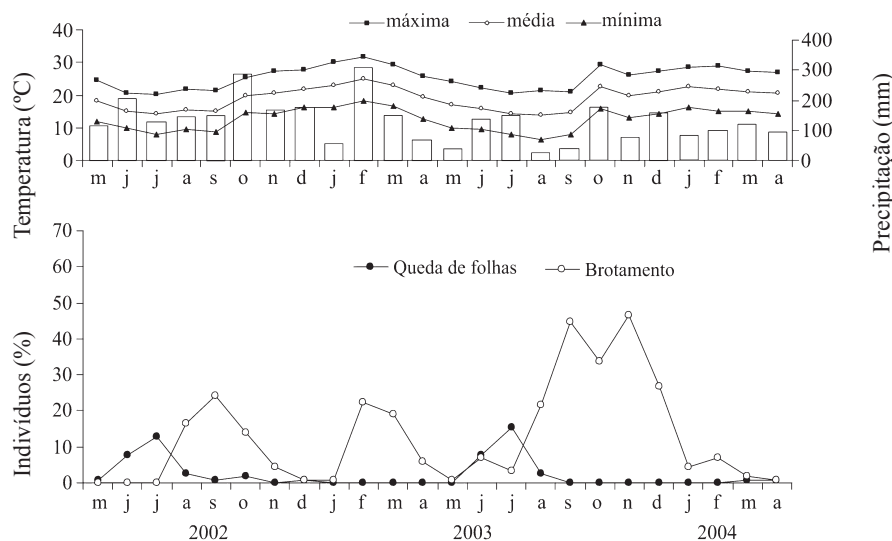 máxima média mínima
Temperatura (ºC)
40
30
20
10
0
400
300
200
100
0
Precipitação (mm)
m j j a s o n d j f m a m j j a s o n d j f m a
Queda de folhas Brotamento
Indivíduos (%)
70
60
50
40
30
20
10
0
m j j a s o n d j f m a m j j a s o n d j f m a
2002 2003 2004